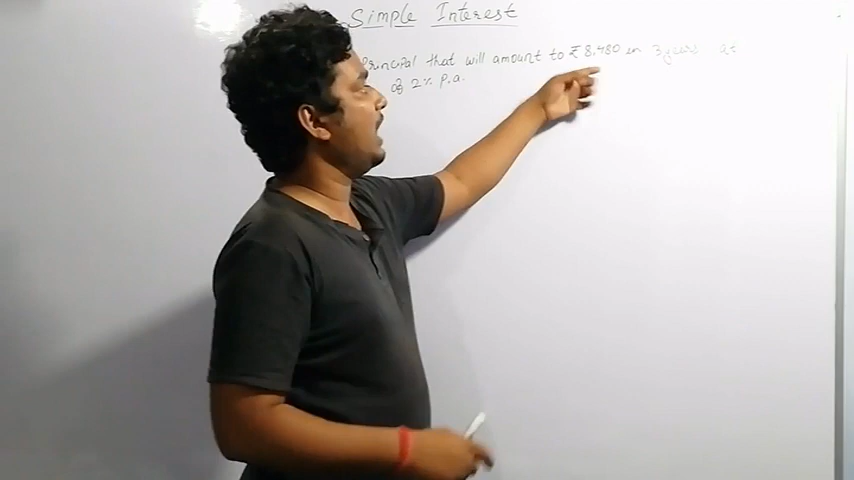 Simple Interest
Principal that will amount to ₹ 8,480 in 3 years at
of 2% p.a.